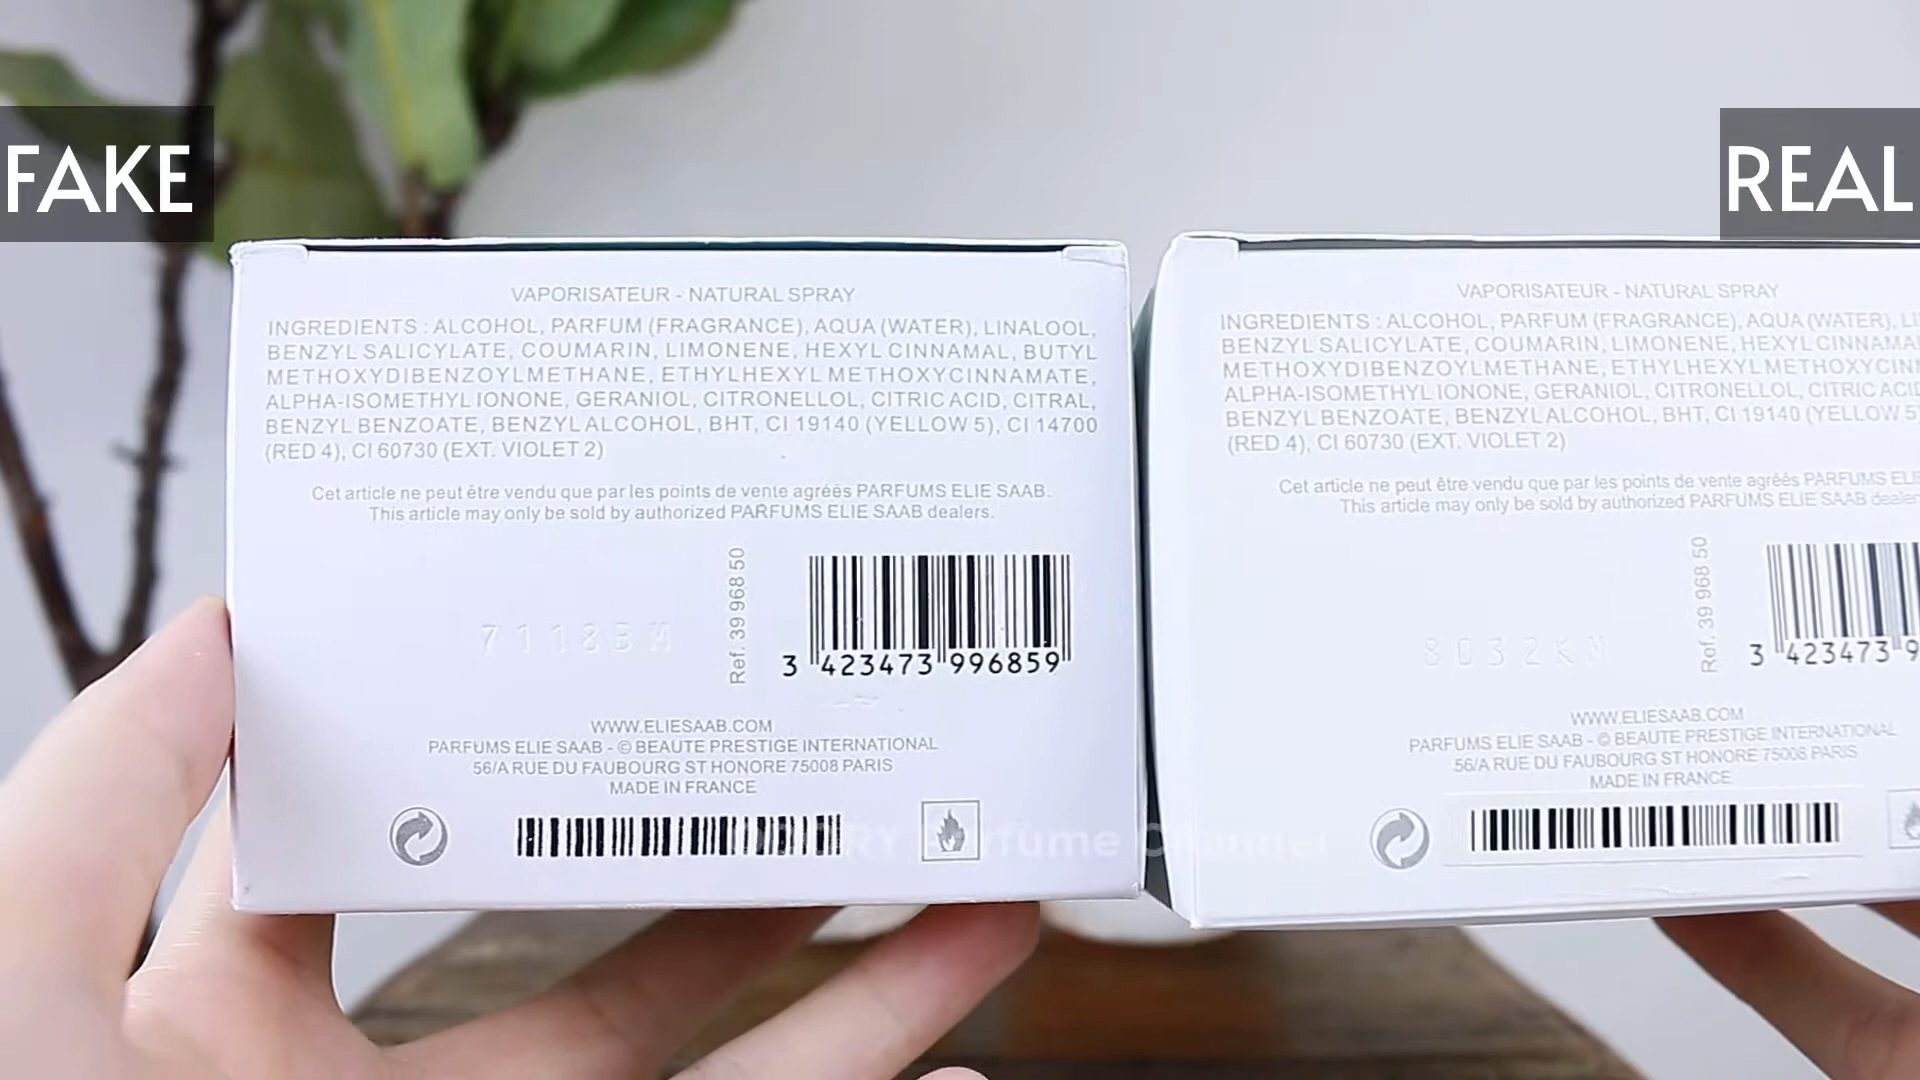 FAKE
REAL
VAPORISATEUR - NATURAL SPRAY
INGREDIENTS : ALCOHOL, PARFUM (FRAGRANCE), AQUA (WATER), LINALOOL,
BENZYL SALICYLATE, COUMARIN, LIMONENE, HEXYL CINNAMAL, BUTYL
METHOXYDIBENZOYLMETHANE, ETHYLHEXYL METHOXYCINNAMATE,
ALPHA-ISOMETHYL IONONE, GERANIOL, CITRONELLOL, CITRIC ACID, CITRAL,
BENZYL BENZOATE, BENZYL ALCOHOL, BHT, CI 19140 (YELLOW 5), CI 14700
(RED 4), CI 60730 (EXT. VIOLET 2)
Cet article ne peut être vendu que par les points de vente agréés PARFUMS ELIE SAAB.
This article may only be sold by authorized PARFUMS ELIE SAAB dealers.
7118BM
Ref. 39 968 50
3 423473 996859
WWW.ELIESAAB.COM
PARFUMS ELIE SAAB - © BEAUTE PRESTIGE INTERNATIONAL
56/A RUE DU FAUBOURG ST HONORE 75008 PARIS
MADE IN FRANCE
VAPORISATEUR - NATURAL SPRAY
INGREDIENTS : ALCOHOL, PARFUM (FRAGRANCE), AQUA (WATER),
BENZYL SALICYLATE, COUMARIN, LIMONENE, HEXYL
METHOXYDIBENZOYLMETHANE, ETHYLHEXYL
ALPHA-ISOMETHYL IONONE, GERANIOL, CITRONELLOL, CITRIC ACID
BENZYL BENZOATE, BENZYL ALCOHOL, BHT, CI 19140 (YELLOW 5
(RED 4), CI 60730 (EXT. VIOLET 2)
Cet article ne peut être vendu que par les points de vente agréés PARFUMS
This article may only be sold by authorized PARFUMS ELIE SAAB
8032KM
Ref. 39 968 50
3 423473 9
WWW.ELIESAAB.COM
PARFUMS ELIE SAAB - © BEAUTE PRESTIGE INTERNATIONAL
56/A RUE DU FAUBOURG ST HONORE 75008 PARIS
MADE IN FRANCE
Perfume Channel